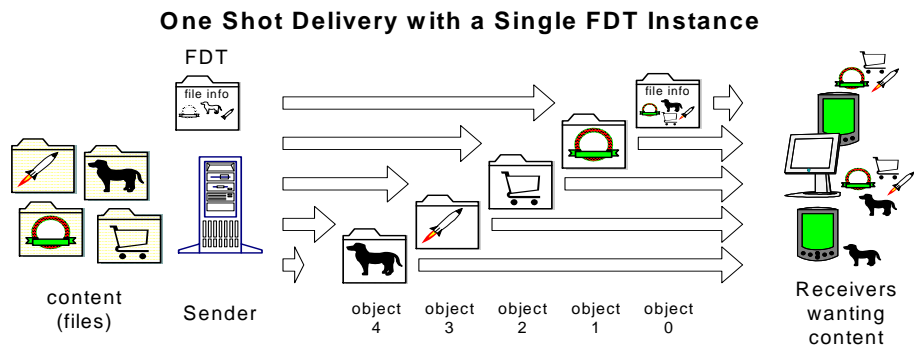 One Shot Delivery with a Single FDT Instance
FDT
file info
file info
content
(files)
Sender
object
4
object
3
object
2
object
1
object
0
Receivers
wanting
content